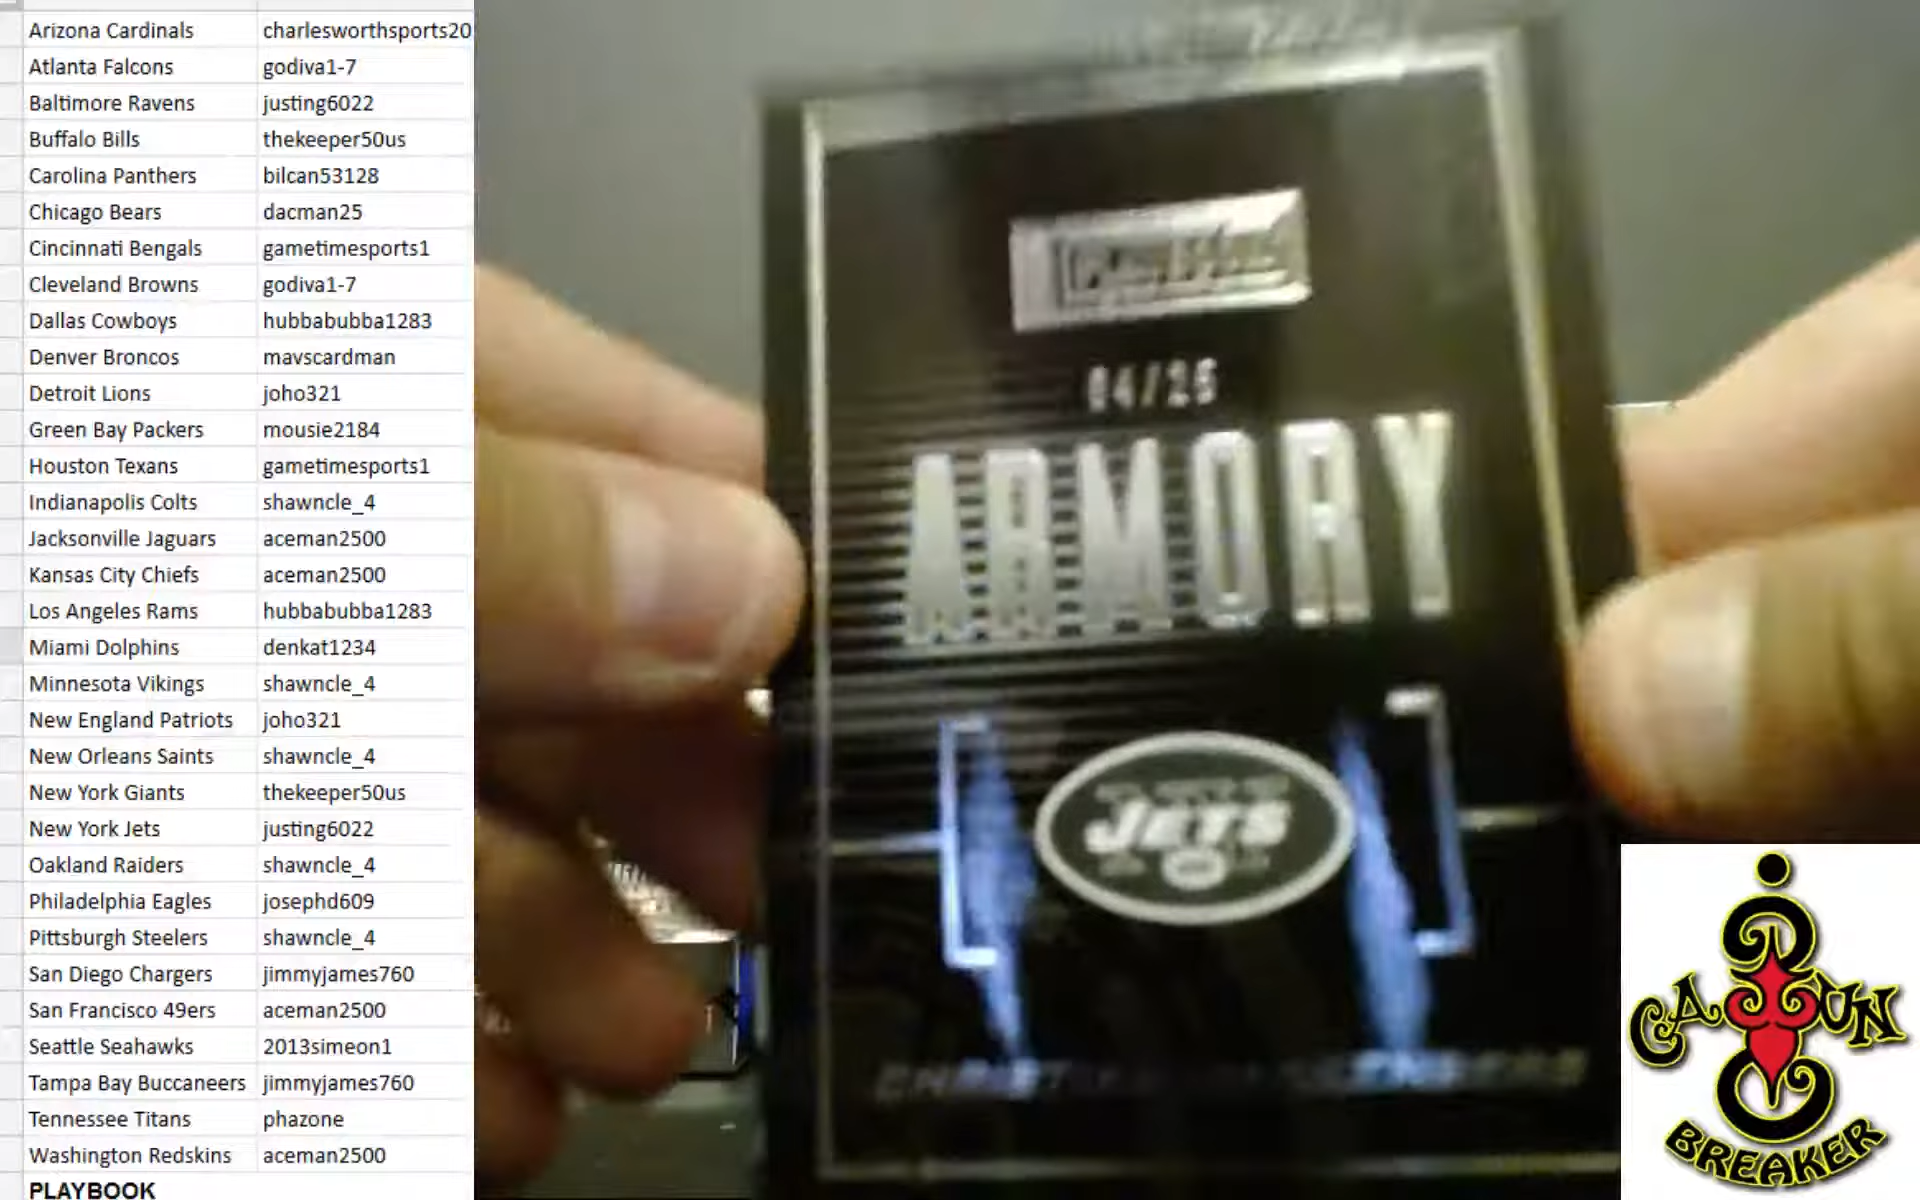 Arizona Cardinals charlesworthsports20
Atlanta Falcons godiva1-7
Baltimore Ravens justing6022
Buffalo Bills thekeeper50us
Carolina Panthers bilcan53128
Chicago Bears dacman25
Cincinnati Bengals gametimesports1
Cleveland Browns godiva1-7
Dallas Cowboys hubbabubba1283
Denver Broncos mavscardman
Detroit Lions joho321
Green Bay Packers mousie2184
Houston Texans gametimesports1
Indianapolis Colts shawncle_4
Jacksonville Jaguars aceman2500
Kansas City Chiefs aceman2500
Los Angeles Rams hubbabubba1283
Miami Dolphins denkat1234
Minnesota Vikings shawncle_4
New England Patriots joho321
New Orleans Saints shawncle_4
New York Giants thekeeper50us
New York Jets justing6022
Oakland Raiders shawncle_4
Philadelphia Eagles josephd609
Pittsburgh Steelers shawncle_4
San Diego Chargers jimmyjames760
San Francisco 49ers aceman2500
Seattle Seahawks 2013simeon1
Tampa Bay Buccaneers jimmyjames760
Tennessee Titans phazone
Washington Redskins aceman2500
PLAYBOOK
04/25
ARMORY
JETS
CAJUN
BREAKER